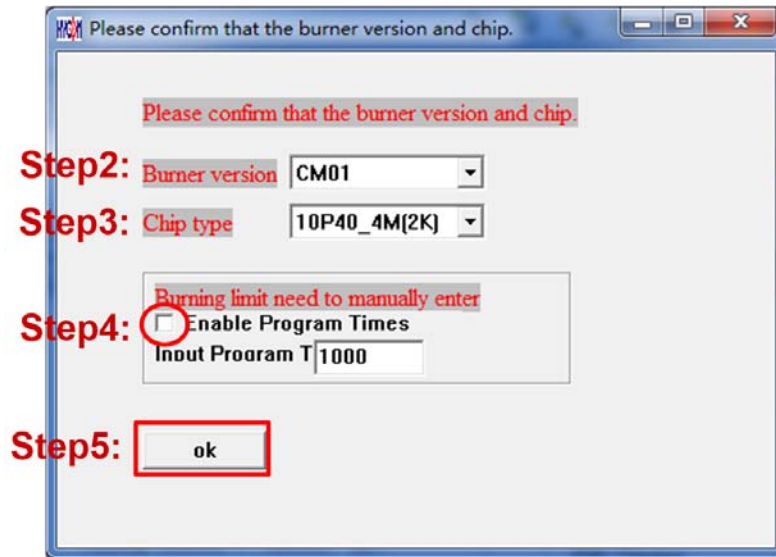 Please confirm that the burner version and chip.
Please confirm that the burner version and chip.
Step2: Burner version CM01
Step3: Chip type 10P40_4M(2K)
Burning limit need to manually enter
Step4: Enable Program Times
Input Program T 1000
Step5: ok